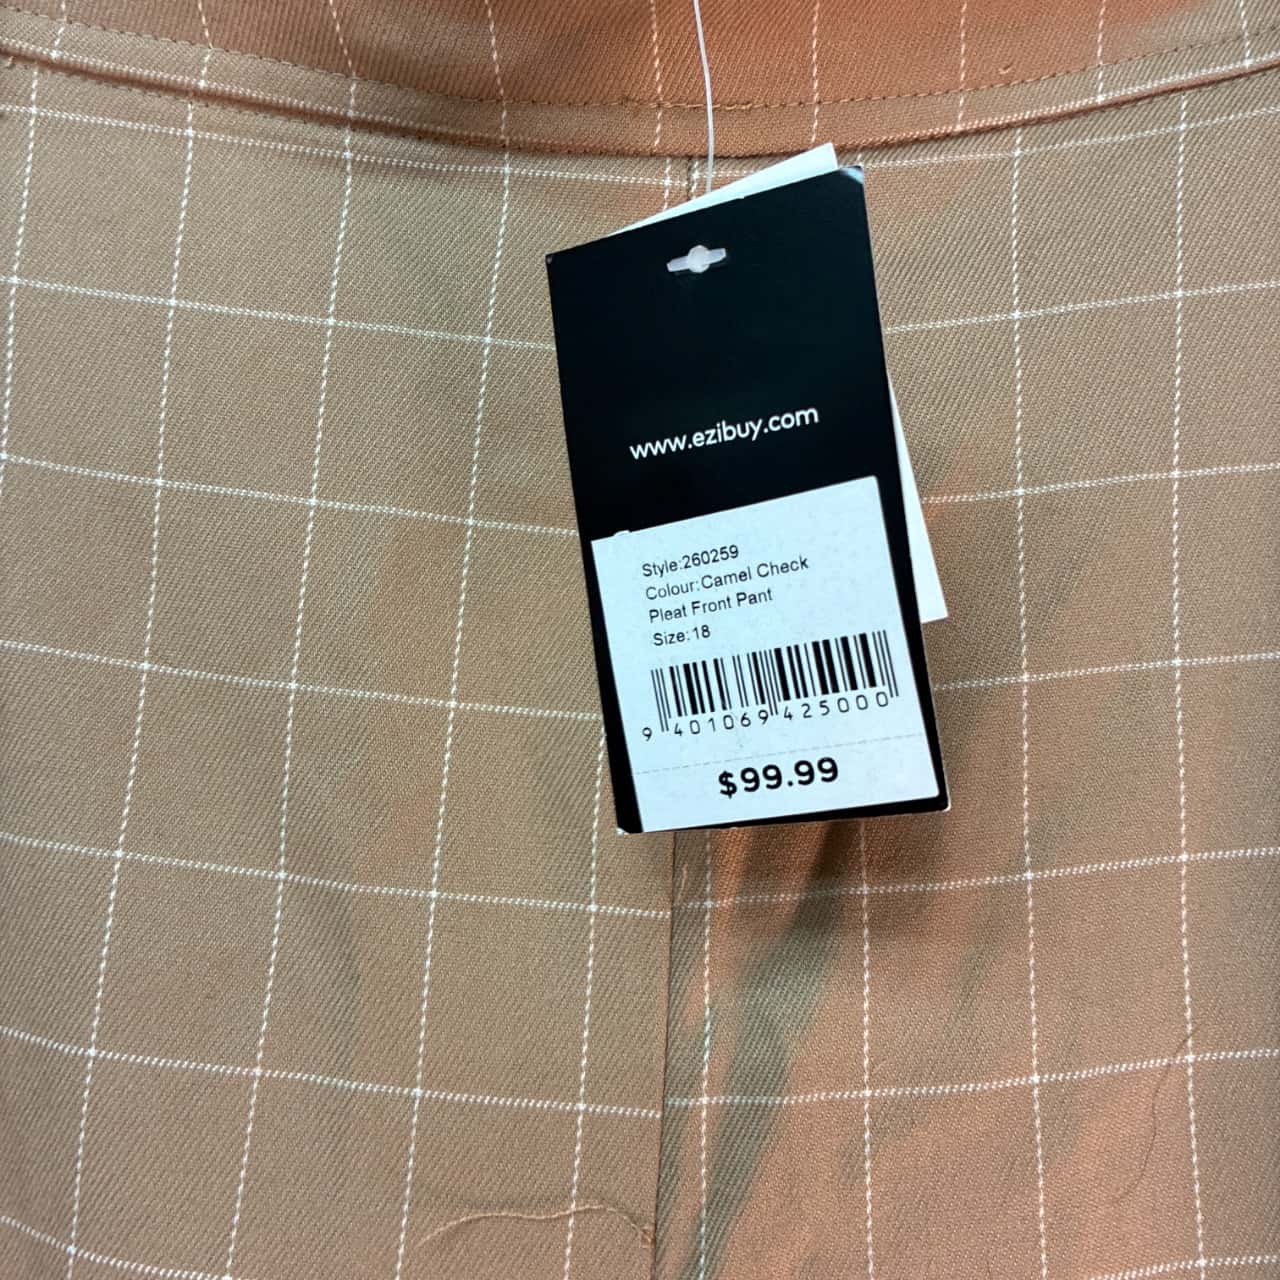 www.ezibuy.com
Style:260259
Colour:Camel Check
Pleat Front Pant
Size:18
9 401069 425000
$99.99